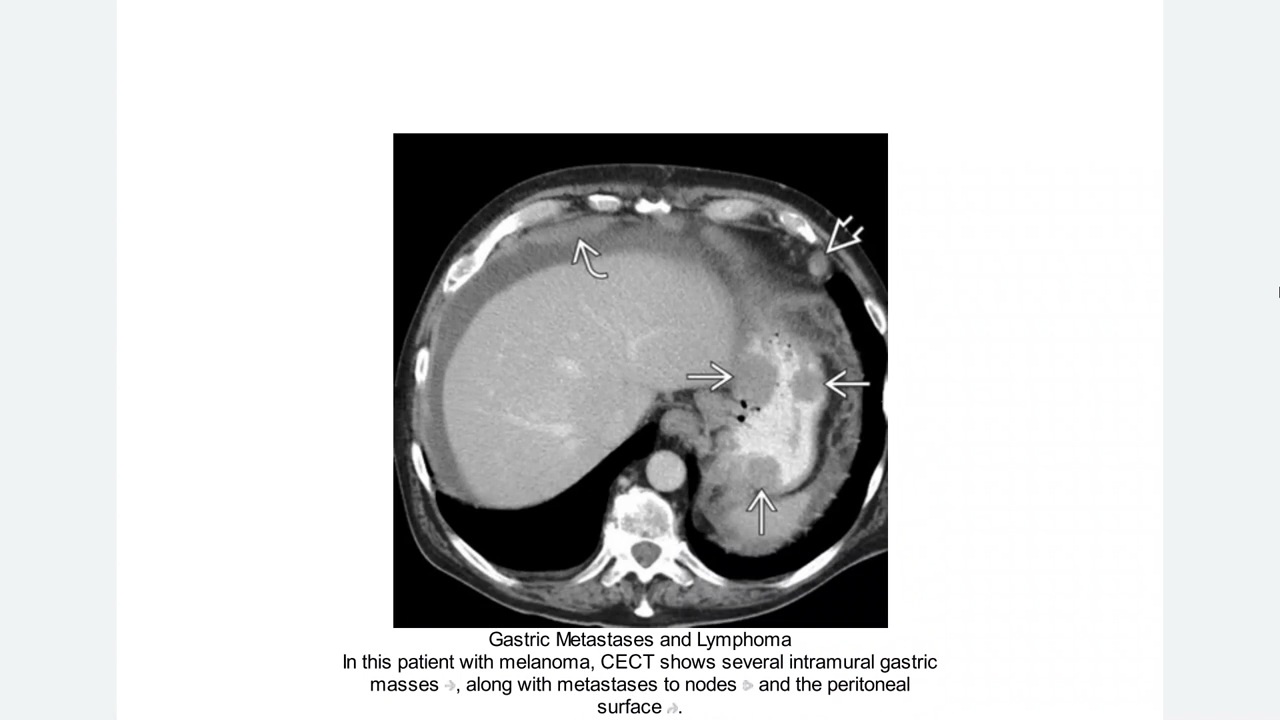 Gastric Metastases and Lymphoma
In this patient with melanoma, CECT shows several intramural gastric
masses , along with metastases to nodes and the peritoneal
surface .